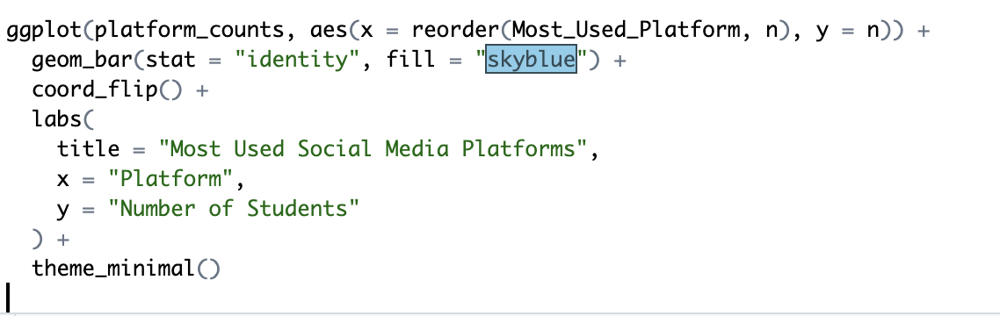 ggplot(platform_counts, aes(x = reorder(Most_Used_Platform, n), y = n)) +
  geom_bar(stat = "identity", fill = "skyblue") +
  coord_flip() +
  labs(
    title = "Most Used Social Media Platforms",
    x = "Platform",
    y = "Number of Students"
  ) +
  theme_minimal()